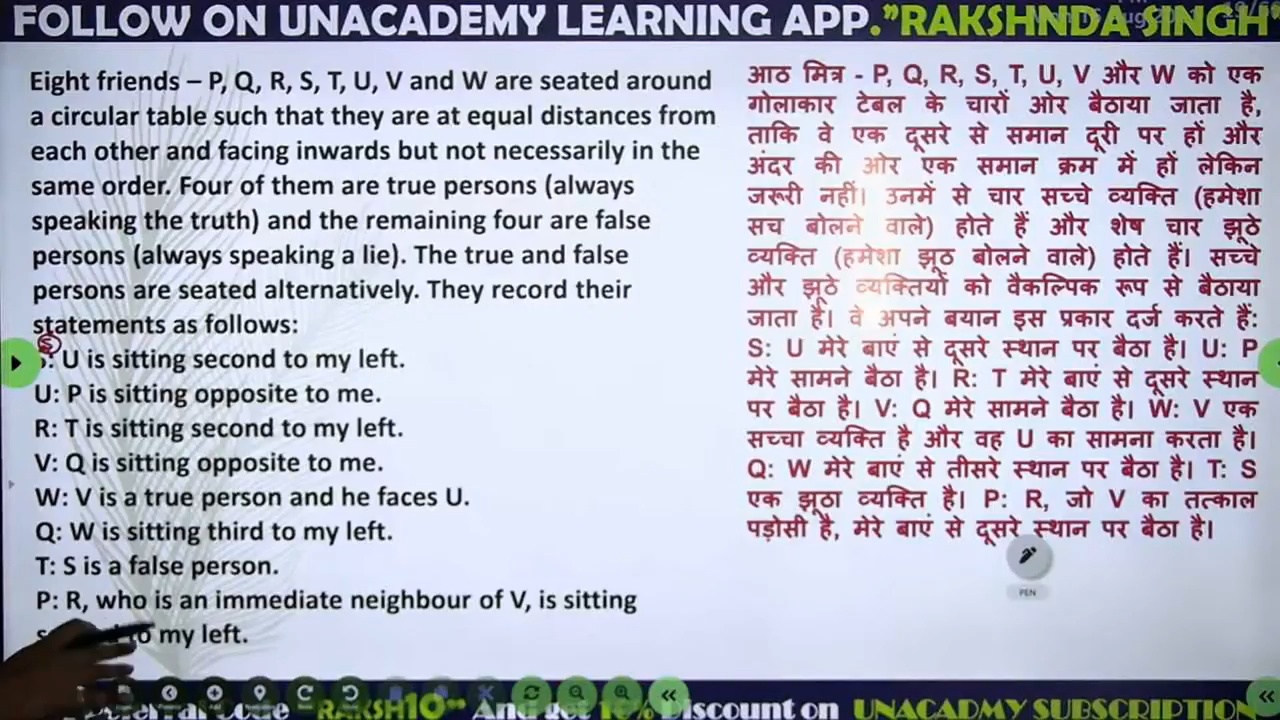 FOLLOW ON UNACADEMY LEARNING APP."RAKSHNDA SINGH"
Eight friends – P, Q, R, S, T, U, V and W are seated around
a circular table such that they are at equal distances from
each other and facing inwards but not necessarily in the
same order. Four of them are true persons (always
speaking the truth) and the remaining four are false
persons (always speaking a lie). The true and false
persons are seated alternatively. They record their
statements as follows:
S: U is sitting second to my left.
U: P is sitting opposite to me.
R: T is sitting second to my left.
V: Q is sitting opposite to me.
W: V is a true person and he faces U.
Q: W is sitting third to my left.
T: S is a false person.
P: R, who is an immediate neighbour of V, is sitting
to my left.
आठ मित्र - P, Q, R, S, T, U, V और W को एक
गोलाकार टेबल के चारों ओर बैठाया जाता है,
ताकि वे एक दूसरे से समान दूरी पर हों और
अंदर की ओर एक समान क्रम में हों लेकिन
जरूरी नहीं। उनमें से चार सच्चे व्यक्ति (हमेशा
सच बोलने वाले) होते हैं और शेष चार झूठे
व्यक्ति (हमेशा झूठ बोलने वाले) होते हैं। सच्चे
और झूठे व्यक्तियों को वैकल्पिक रूप से बैठाया
जाता है। वे अपने बयान इस प्रकार दर्ज करते हैं:
S: U मेरे बाएं से दूसरे स्थान पर बैठा है। U: P
मेरे सामने बैठा है। R: T मेरे बाएं से दूसरे स्थान
पर बैठा है। V: Q मेरे सामने बैठा है। W: V एक
सच्चा व्यक्ति है और वह U का सामना करता है।
Q: W मेरे बाएं से तीसरे स्थान पर बैठा है। T: S
एक झूठा व्यक्ति है। P: R, जो V का तत्काल
पड़ोसी है, मेरे बाएं से दूसरे स्थान पर बैठा है।
PEN
Code "RAKSH10" And get 10% Discount on UNACADMY SUBSCRIPTION